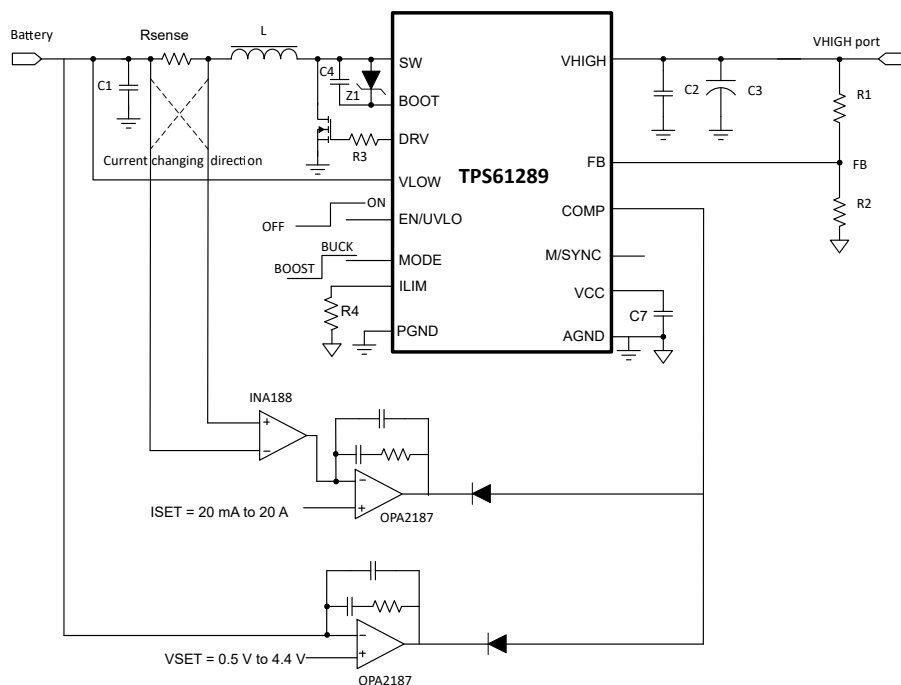 Battery
Rsense
L
C1
C4
Z1
R3
Current changing direction
OFF
ON
BOOST
BUCK
R4
SW
BOOT
DRV
VLOW
EN/UVLO
MODE
ILIM
PGND
TPS61289
VHIGH
FB
COMP
M/SYNC
VCC
AGND
VHIGH port
C2
C3
R1
FB
R2
C7
INA188
ISET = 20 mA to 20 A
OPA2187
VSET = 0.5 V to 4.4 V
OPA2187